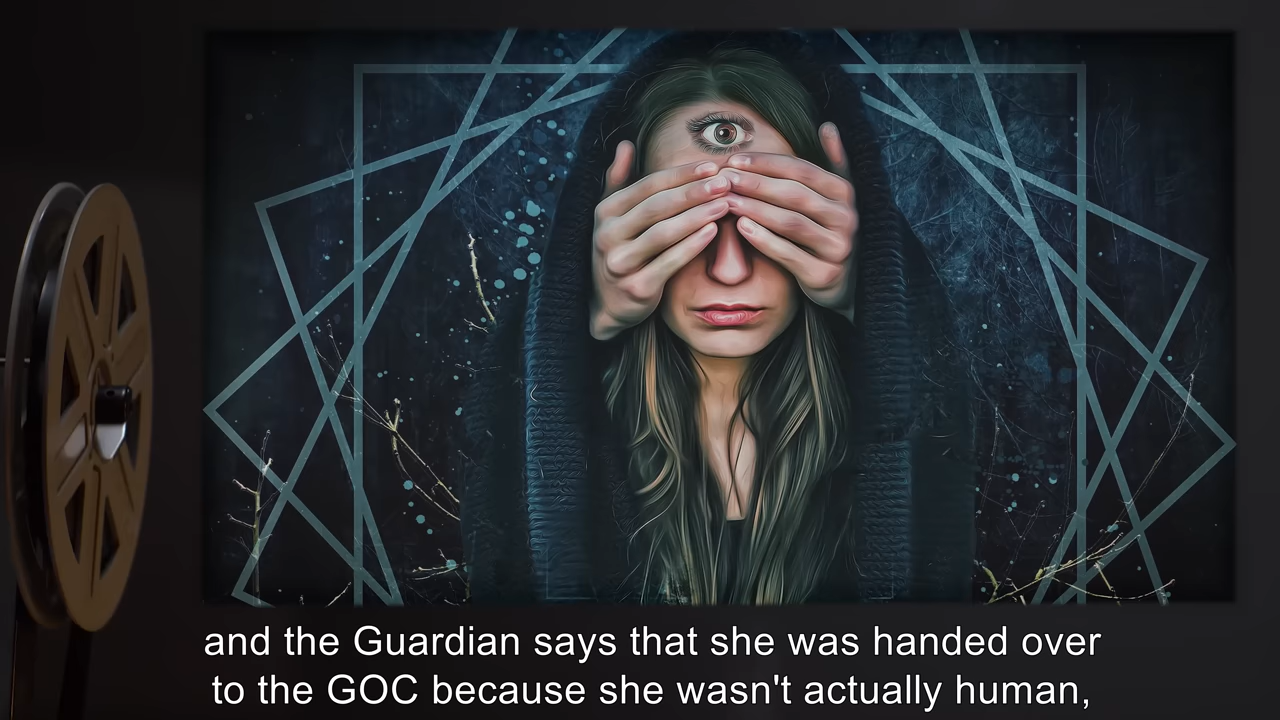 and the Guardian says that she was handed over
to the GOC because she wasn't actually human,